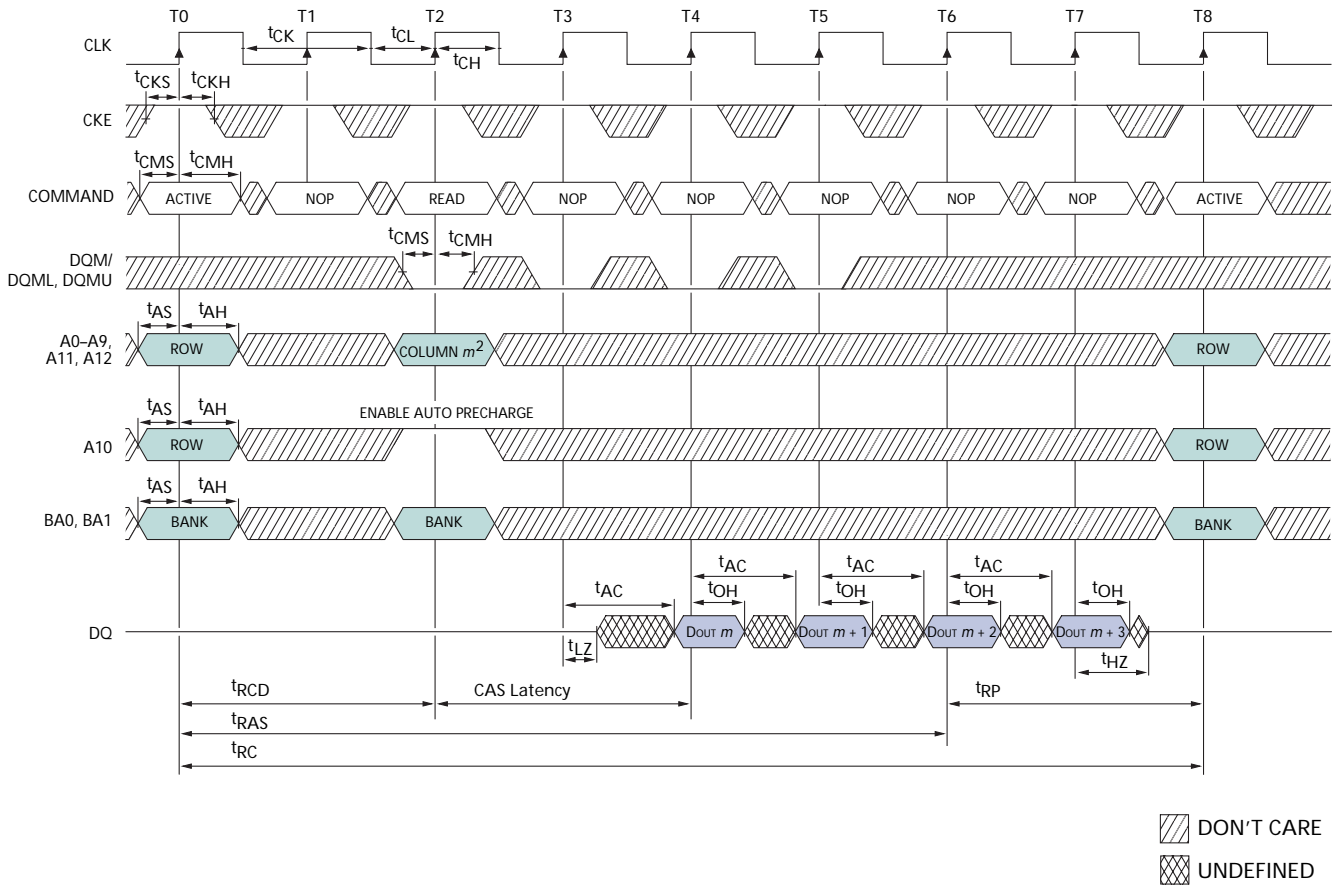 T0 T1 T2 T3 T4 T5 T6 T7 T8
CLK
tCK tCL
tCH
tCKS tCKH
CKE
tCMS tCMH
COMMAND ACTIVE NOP READ NOP NOP NOP NOP NOP ACTIVE
tCMS tCMH
DQM/
DQML, DQMU
tAS tAH
A0–A9,
A11, A12
ROW COLUMN m2 ROW
tAS tAH
ENABLE AUTO PRECHARGE
A10 ROW ROW
tAS tAH
BA0, BA1 BANK BANK BANK
tAC tAC tAC
tAC tOH tOH tOH tOH
DQ DOUT m DOUT m + 1 DOUT m + 2 DOUT m + 3
tLZ tHZ
tRCD CAS Latency tRP
tRAS
tRC
DON'T CARE
UNDEFINED